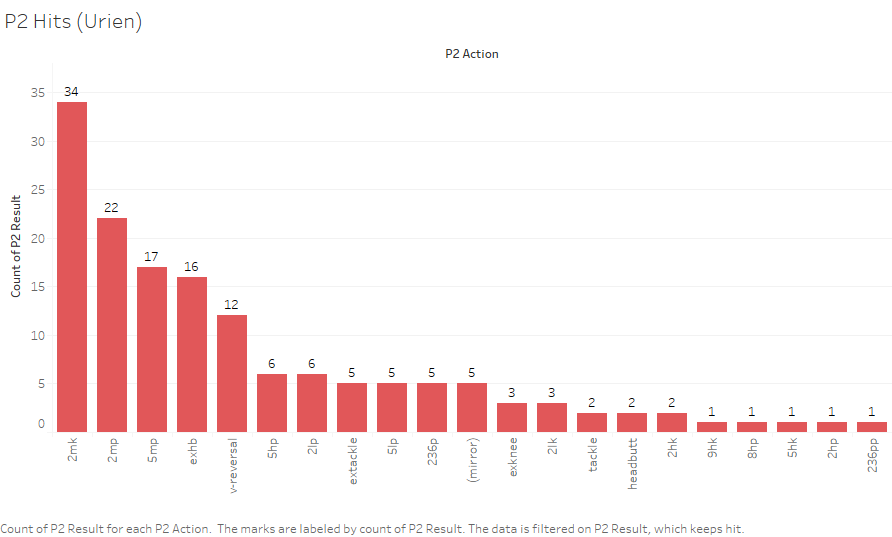 P2 Hits (Urien)
P2 Action
Count of P2 Result
35
30
25
20
15
10
5
0
34
22
17
16
12
6
6
5
5
5
5
3
3
2
2
2
1
1
1
1
1
2mk
2mp
5mp
exhb
v-reversal
5hp
2lp
extackle
5lp
236p
(mirror)
exknee
2lk
tackle
headbutt
2hk
9hk
8hp
5hk
2hp
236pp
Count of P2 Result for each P2 Action.  The marks are labeled by count of P2 Result. The data is filtered on P2 Result, which keeps hit.